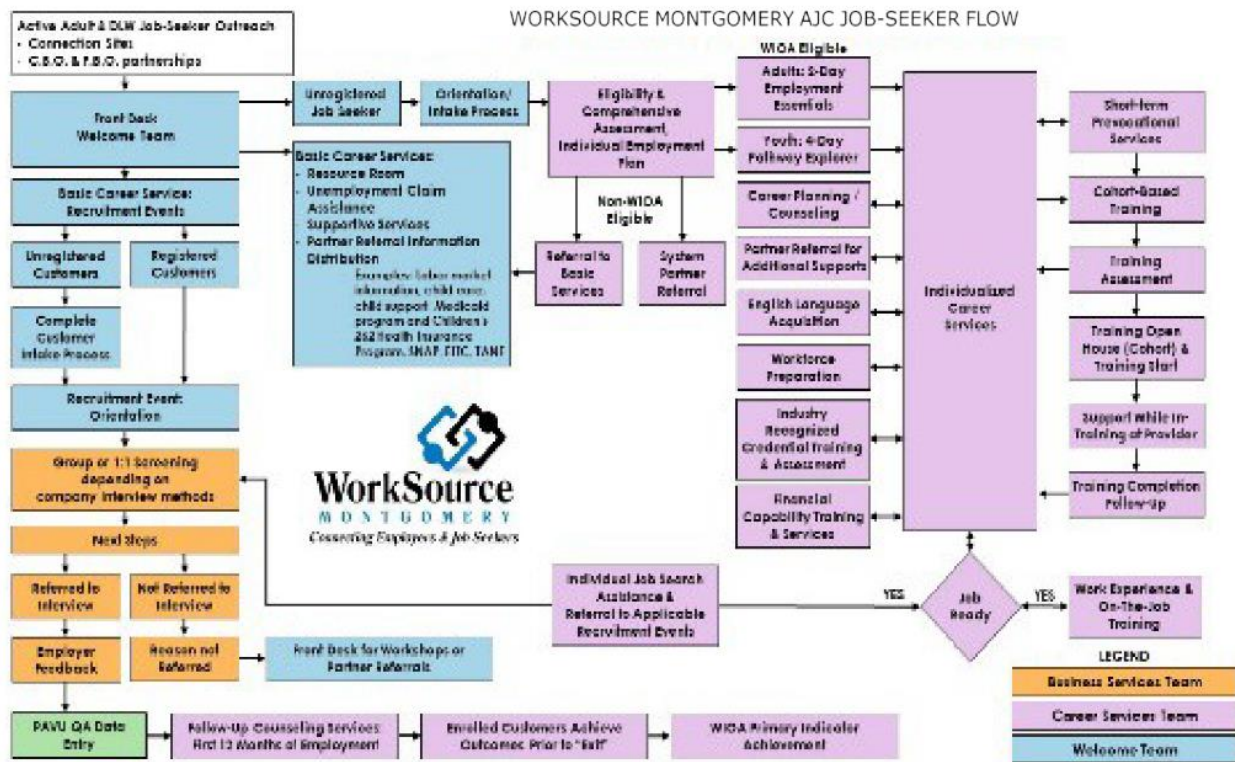 WORKSOURCE MONTGOMERY AJC JOB-SEEKER FLOW
Active Adult & DLW Job-Seeker Outreach
- Connection Sites
- C.B.O. & F.B.O. partnerships
Front Desk
Welcome Team
Unregistered
Job Seeker
Orientation/
Intake Process
Eligibility &
Comprehensive
Assessment,
Individual Employment
Plan
WIOA Eligible
Adults: 2-Day
Employment
Essentials
Youth: 4-Day
Pathway Explorer
Career Planning /
Counseling
Partner Referral for
Additional Supports
English Language
Acquisition
Workforce
Preparation
Industry
Recognized
Credential Training
& Assessment
Financial
Capability Training
& Services
Individualized
Career
Services
Short-term
Prevocational
Services
Cohort-Based
Training
Training
Assessment
Training Open
House (Cohort) &
Training Start
Support While In-
Training at Provider
Training Completion
Follow-Up
Non-WIOA
Eligible
Referral to
Basic
Services
System
Partner
Referral
Basic Career Services:
- Resource Room
- Unemployment Claim
Assistance
- Supportive Services
- Partner Referral Information
Distribution
Examples: Labor market
information, child care,
child support, Medicaid
program and Children's
Health Insurance
Program, SNAP, EITC, TANF
Basic Career Service:
Recruitment Events
Unregistered
Customers
Registered
Customers
Complete
Customer
Intake Process
Recruitment Event:
Orientation
Group or 1:1 Screening
depending on
company interview methods
Next Steps
Referred to
Interview
Not Referred to
Interview
Employer
Feedback
Reason not
Referred
Front Desk for Workshops or
Partner Referrals
WorkSource
MONTGOMERY
Connecting Employers & Job Seekers
Individual Job Search
Assistance &
Referral to Applicable
Recruitment Events
YES
Job
Ready
YES
Work Experience &
On-The-Job
Training
PAVU QA Data
Entry
Follow-Up Counseling Services:
First 12 Months of Employment
Enrolled Customers Achieve
Outcomes Prior to "Exit"
WIOA Primary Indicator
Achievement
LEGEND
Business Services Team
Career Services Team
Welcome Team